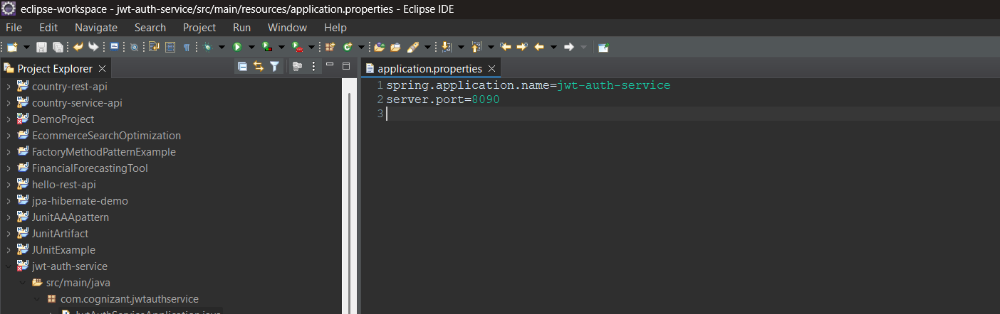 eclipse-workspace - jwt-auth-service/src/main/resources/application.properties - Eclipse IDE
File Edit Navigate Search Project Run Window Help
Project Explorer
application.properties
country-rest-api
country-service-api
DemoProject
EcommerceSearchOptimization
FactoryMethodPatternExample
FinancialForecastingTool
hello-rest-api
jpa-hibernate-demo
JunitAAApattern
JunitArtifact
JUnitExample
jwt-auth-service
src/main/java
com.cognizant.jwtauthservice
JwtAuthServiceApplication.java
1 spring.application.name=jwt-auth-service
2 server.port=8090
3